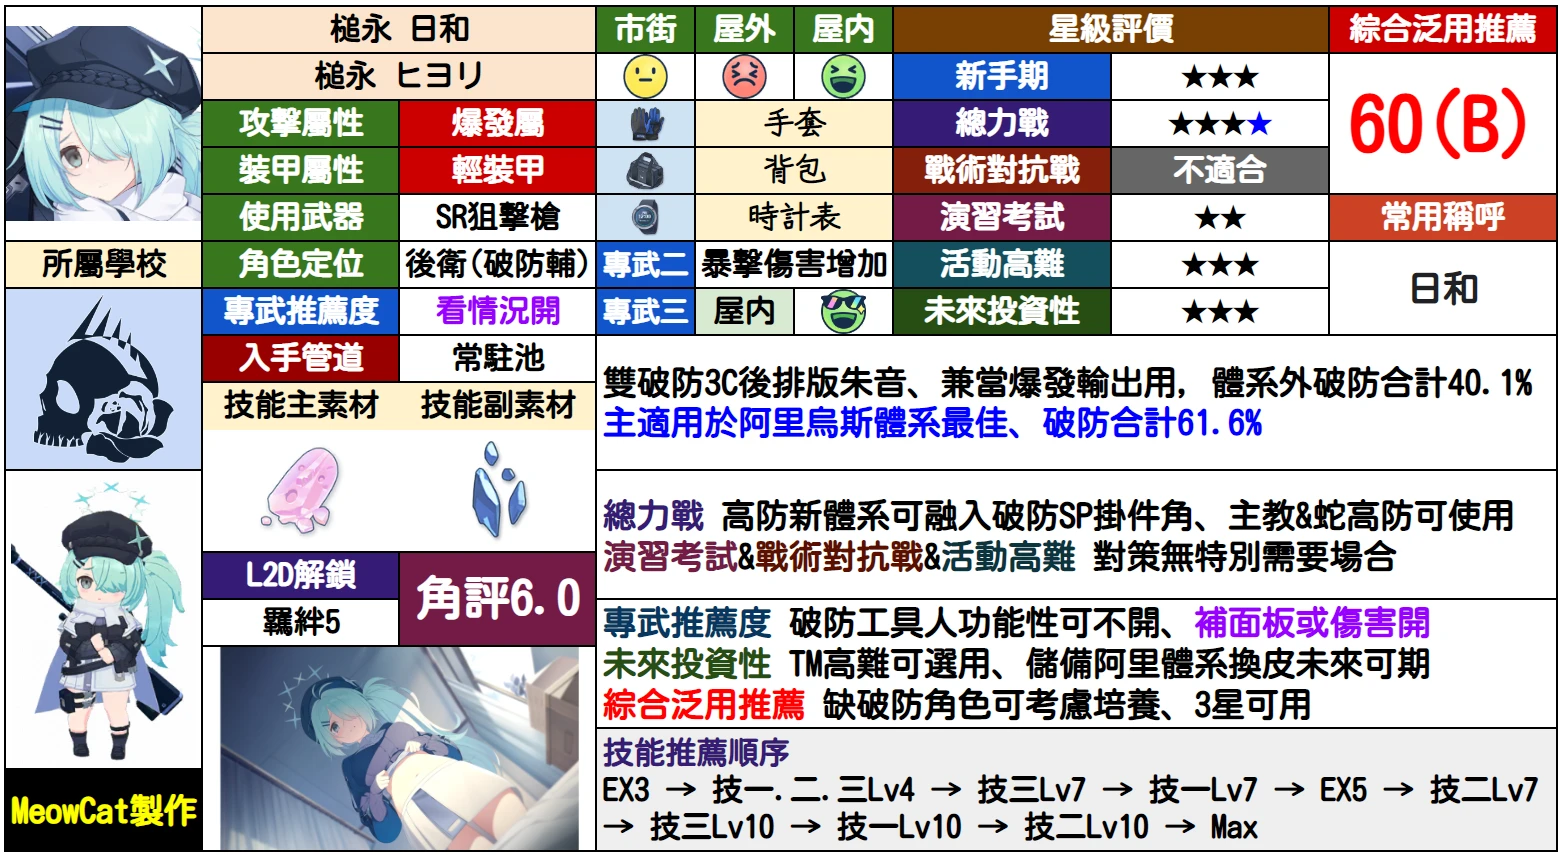 槌永 日和
槌永 ヒヨリ
市街
屋外
屋内
星級評價
綜合泛用推薦
新手期
★★★
60(B)
攻擊屬性
爆發屬
手套
總力戰
★★★★
裝甲屬性
輕裝甲
背包
戰術對抗戰
不適合
使用武器
SR狙擊槍
時計表
演習考試
★★
常用稱呼
所屬學校
角色定位
後衛(破防輔)
專武二
暴擊傷害增加
活動高難
★★★
日和
專武推薦度
看情況開
專武三
屋内
未來投資性
★★★
入手管道
常駐池
雙破防3C後排版朱音、兼當爆發輸出用, 體系外破防合計40.1%
主適用於阿里烏斯體系最佳、破防合計61.6%
技能主素材
技能副素材
總力戰 高防新體系可融入破防SP掛件角、主教&蛇高防可使用
演習考試&戰術對抗戰&活動高難 對策無特別需要場合
L2D解鎖
羈絆5
角評6.0
專武推薦度 破防工具人功能性可不開、補面板或傷害開
未來投資性 TM高難可選用、儲備阿里體系換皮未來可期
綜合泛用推薦 缺破防角色可考慮培養、3星可用
技能推薦順序
EX3 → 技一.二.三Lv4 → 技三Lv7 → 技一Lv7 → EX5 → 技二Lv7
→ 技三Lv10 → 技一Lv10 → 技二Lv10 → Max
MeowCat製作